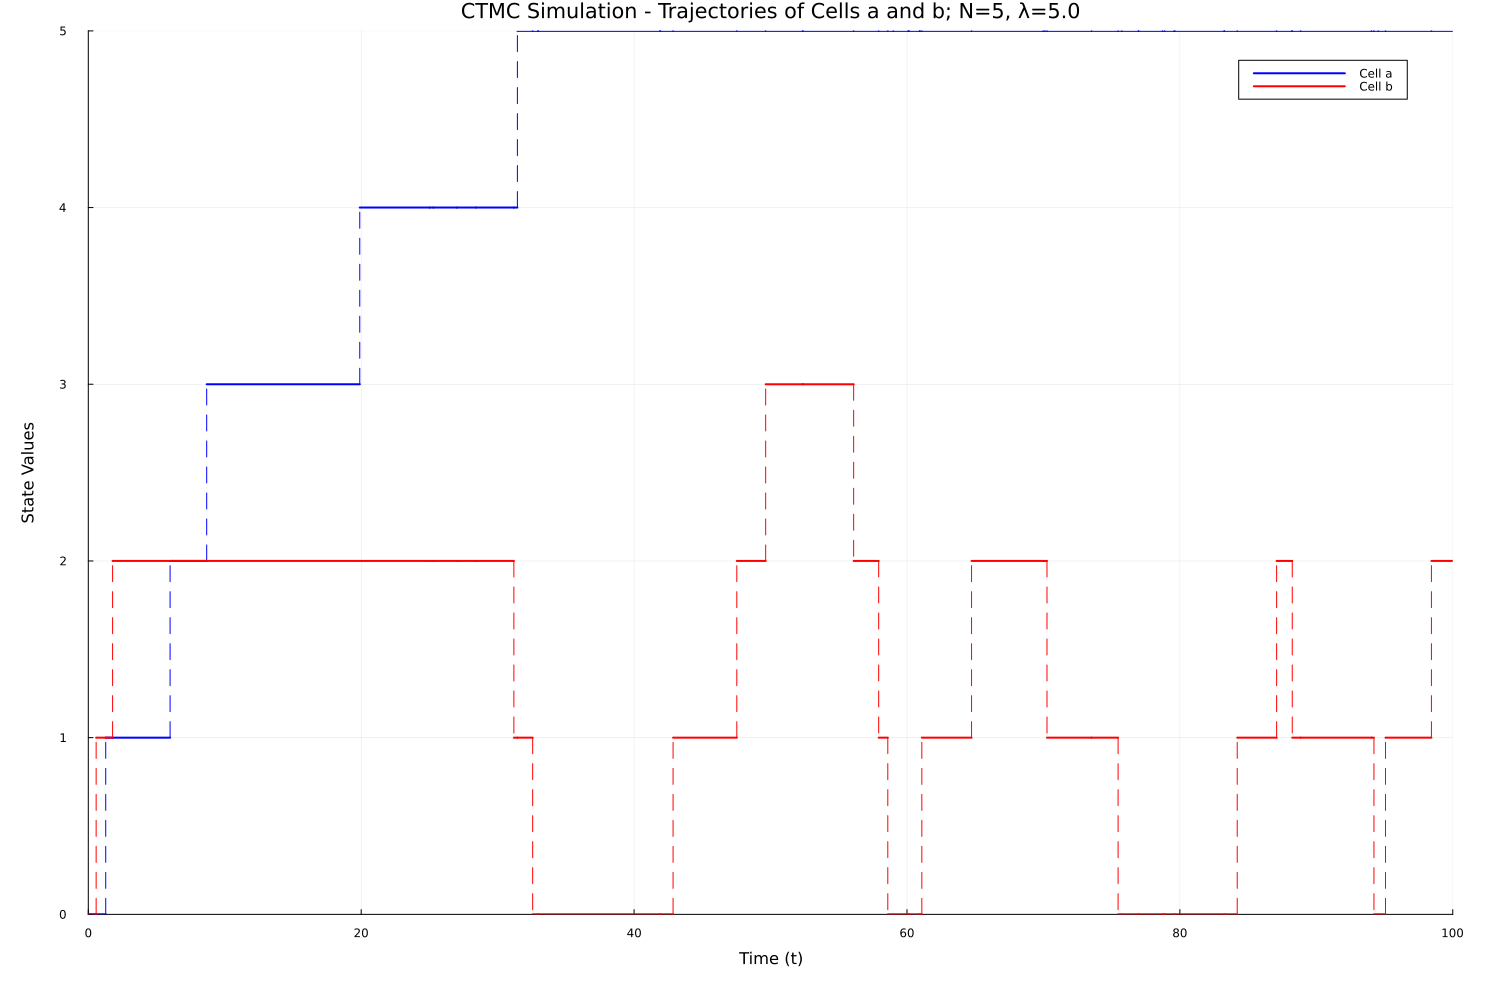 CTMC Simulation - Trajectories of Cells a and b; N=5, λ=5.0
5
4
3
2
1
0
State Values
Cell a
Cell b
0 20 40 60 80 100
Time (t)